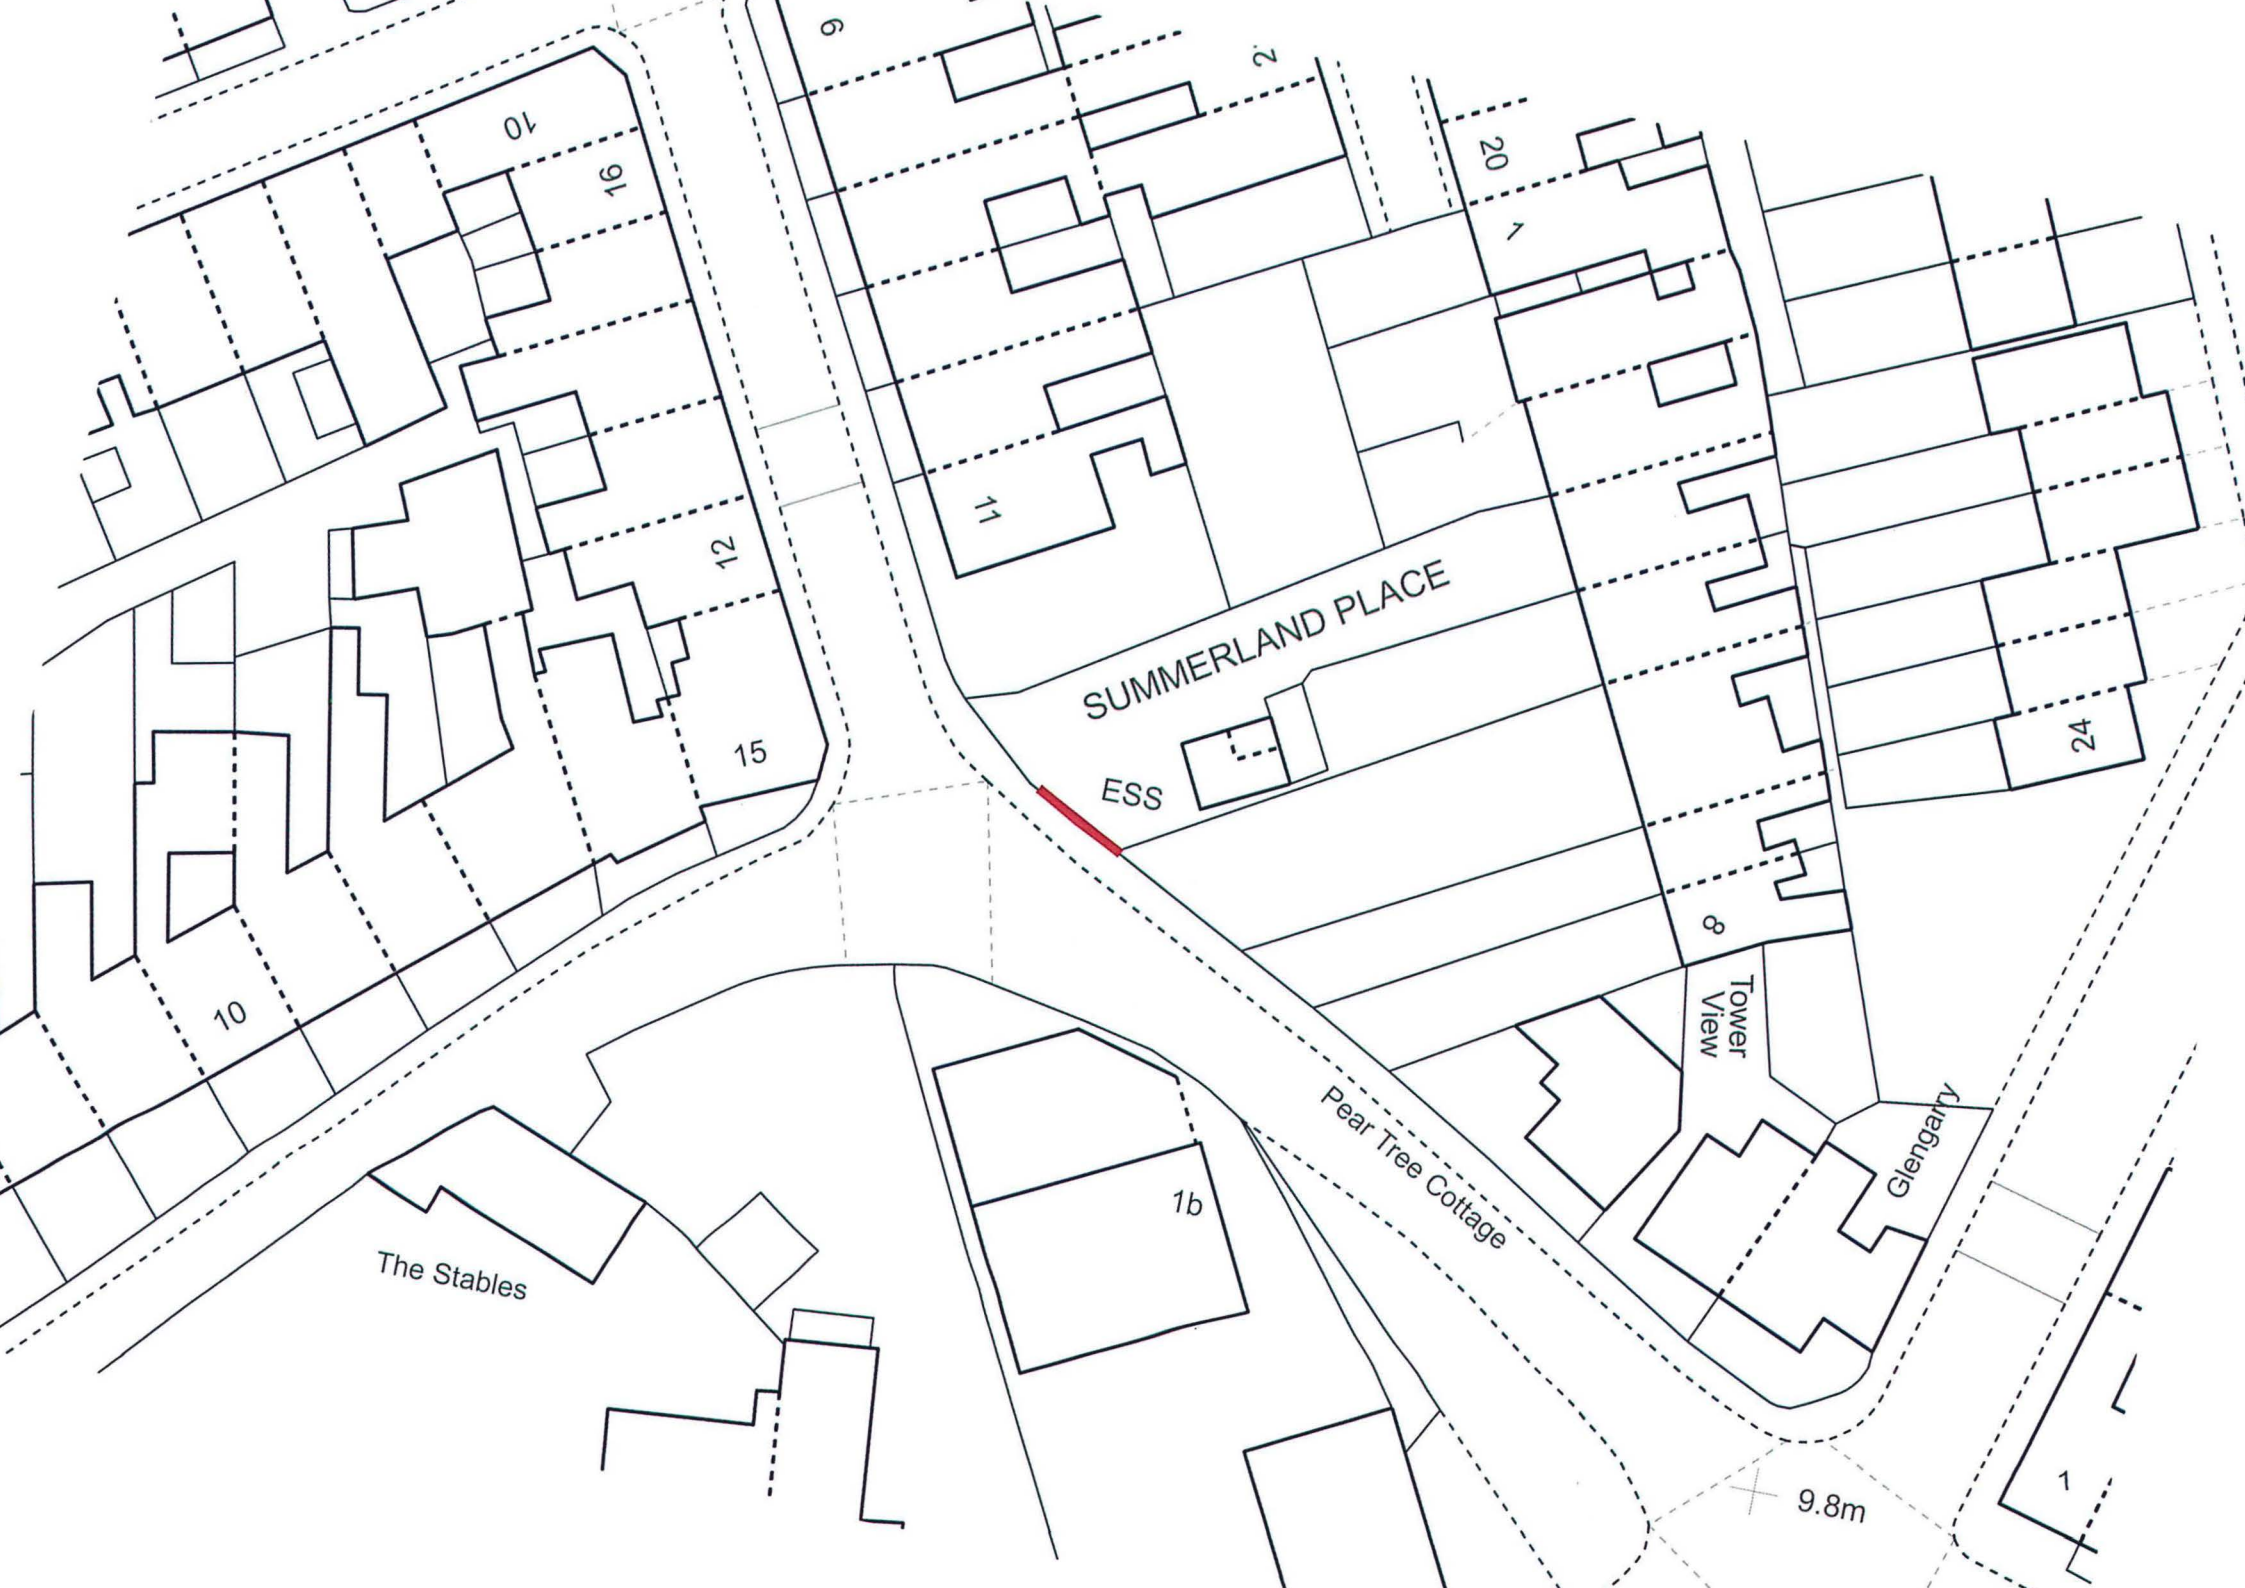 9
2
10
16
20
1
11
12
SUMMERLAND PLACE
15
ESS
24
8
10
Tower
View
Pear Tree Cottage
Glengarry
1b
The Stables
1
9.8m